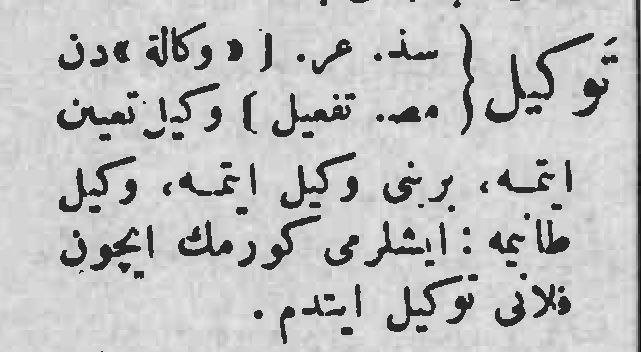 تَوكيل { سذ. عر. [ « وكالة » دن
مصـ. تفعيل ] وكيل تعيين
ايتمـه ، بربنى وكيل ايتمـه ، وكيل
طانيمه : ايشلرمى كورمك ايچون
فلانى توكيل ايتدم .